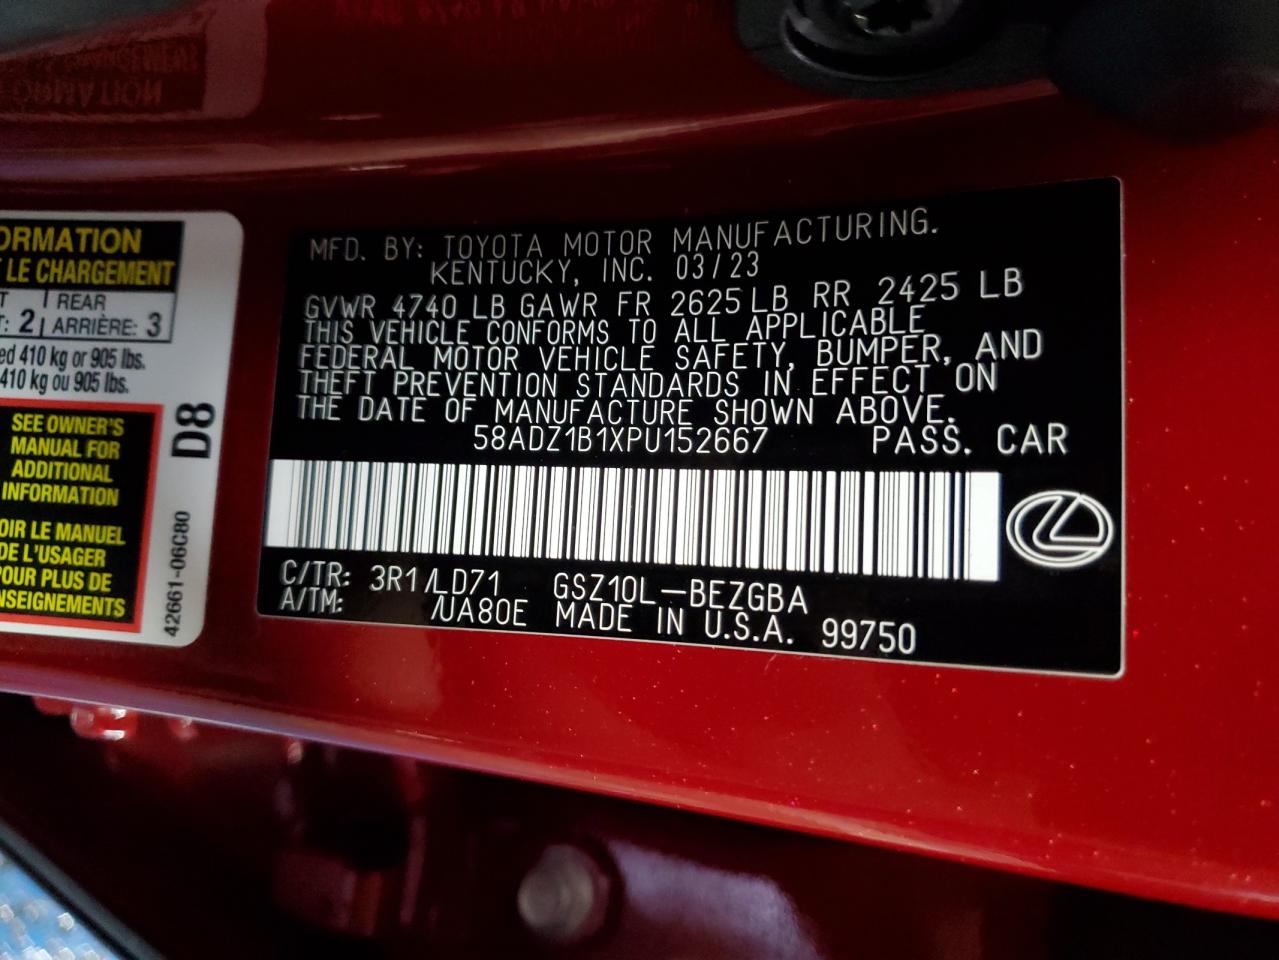 ORMATION
T LE CHARGEMENT
T REAR
T: 2 ARRIÈRE: 3
ed 410 kg or 905 lbs.
410 kg ou 905 lbs.
SEE OWNER'S
MANUAL FOR
ADDITIONAL
INFORMATION
OIR LE MANUEL
DE L'USAGER
POUR PLUS DE
NSEIGNEMENTS
D8
42661-06C80
MFD. BY: TOYOTA MOTOR MANUFACTURING.
KENTUCKY, INC. 03/23
GVWR 4740 LB GAWR FR 2625 LB RR 2425 LB
THIS VEHICLE CONFORMS TO ALL APPLICABLE
FEDERAL MOTOR VEHICLE SAFETY, BUMPER, AND
THEFT PREVENTION STANDARDS IN EFFECT ON
THE DATE OF MANUFACTURE SHOWN ABOVE.
58ADZ1B1XPU152667 PASS. CAR
C/TR: 3R1/LD71 GSZ10L-BEZGBA
A/TM: /UA80E MADE IN U.S.A. 99750